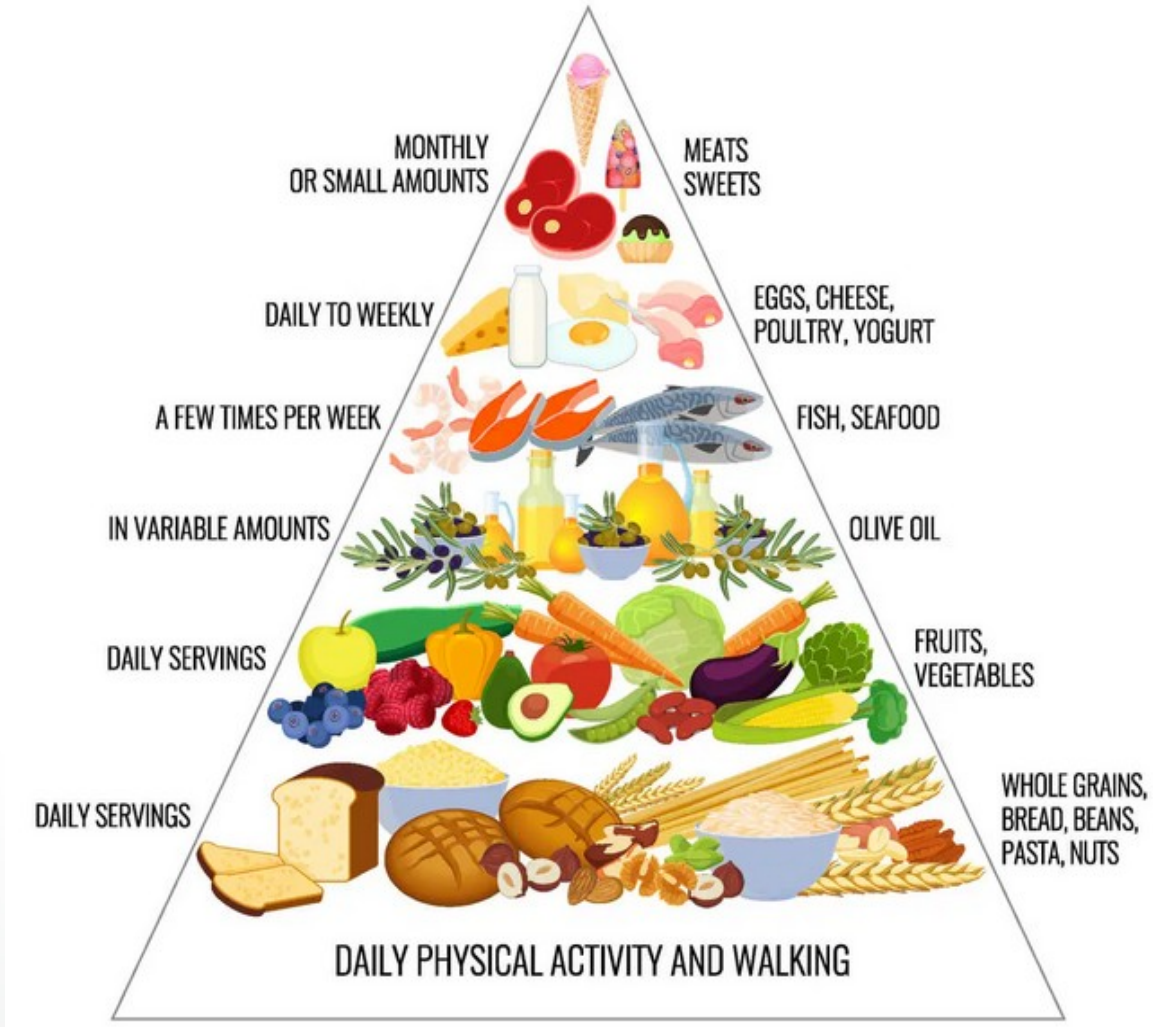 MONTHLY
OR SMALL AMOUNTS
MEATS
SWEETS
DAILY TO WEEKLY
EGGS, CHEESE,
POULTRY, YOGURT
A FEW TIMES PER WEEK
FISH, SEAFOOD
IN VARIABLE AMOUNTS
OLIVE OIL
DAILY SERVINGS
FRUITS,
VEGETABLES
DAILY SERVINGS
WHOLE GRAINS,
BREAD, BEANS,
PASTA, NUTS
DAILY PHYSICAL ACTIVITY AND WALKING